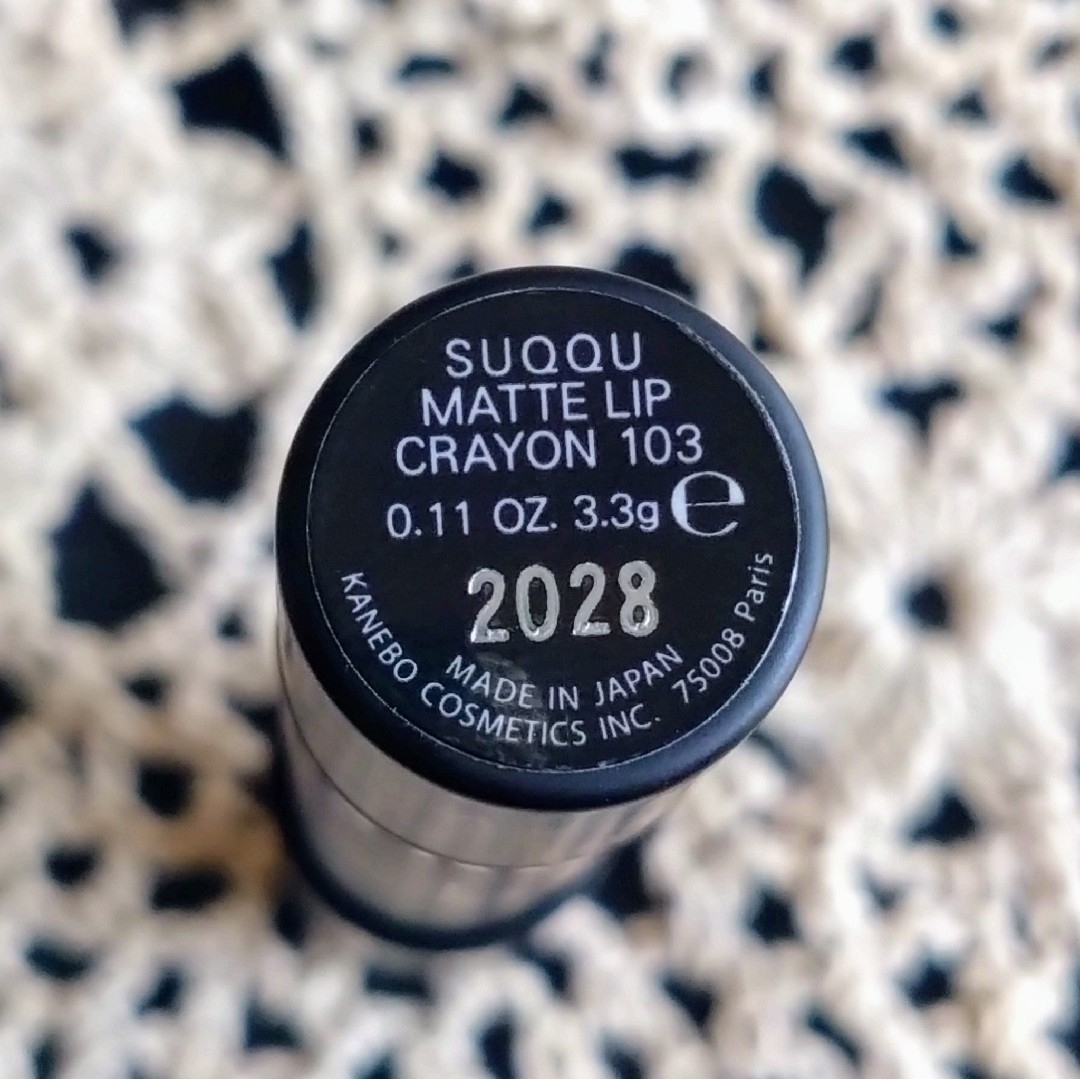 SUQQU
MATTE LIP
CRAYON 103
0.11 OZ. 3.3g ℮
2028
MADE IN JAPAN
KANEBO COSMETICS INC. 75008 Paris